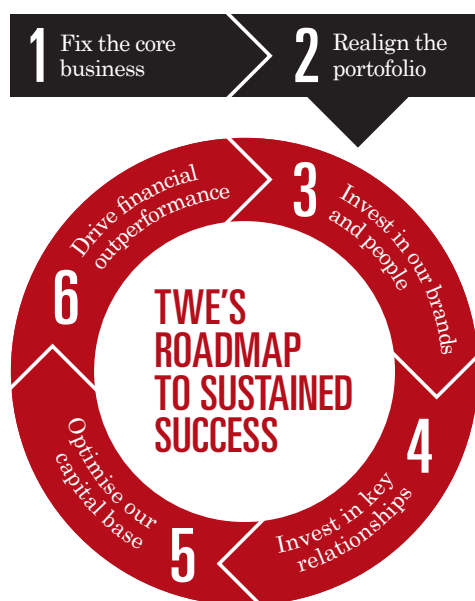 1 Fix the core
business
2 Realign the
portofolio
3 Invest in our brands
and people
4 Invest in key
relationships
5 Optimise our
capital base
6 Drive financial
outperformance
TWE'S
ROADMAP
TO SUSTAINED
SUCCESS